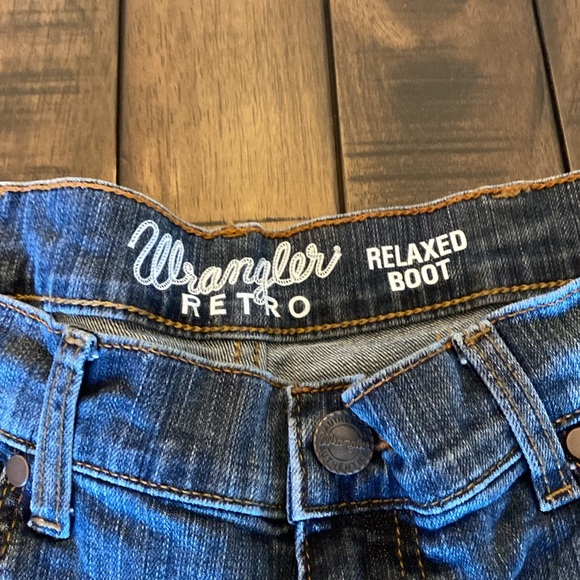 Wrangler
RETRO
RELAXED
BOOT